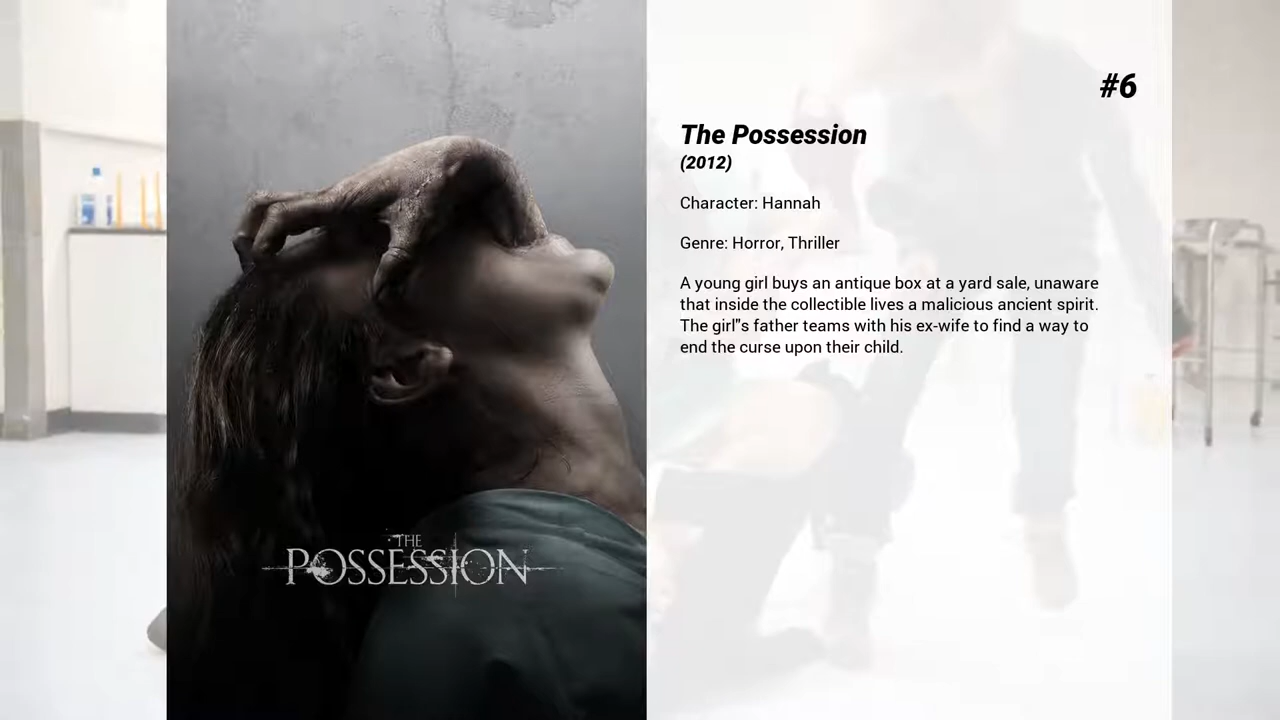 #6
The Possession
(2012)
Character: Hannah
Genre: Horror, Thriller
A young girl buys an antique box at a yard sale, unaware
that inside the collectible lives a malicious ancient spirit.
The girl"s father teams with his ex-wife to find a way to
end the curse upon their child.
THE
POSSESSION